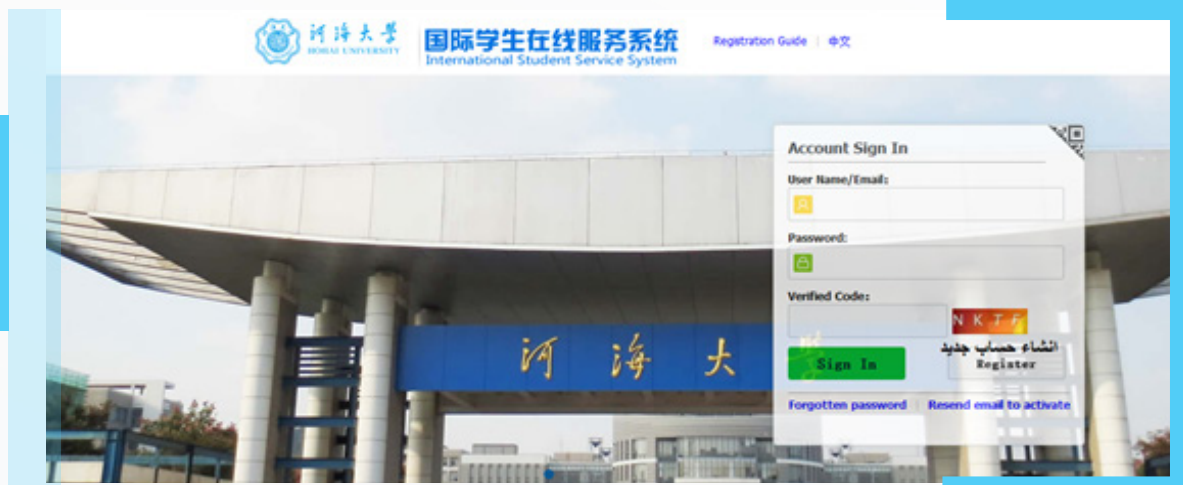 河海大学
HOHAI UNIVERSITY
国际学生在线服务系统
International Student Service System
Registration Guide | 中文
Account Sign In
User Name/Email:
Password:
Verified Code:
N K T F
انشاء حساب جديد
Sign In
Register
Forgotten password | Resend email to activate
河海大